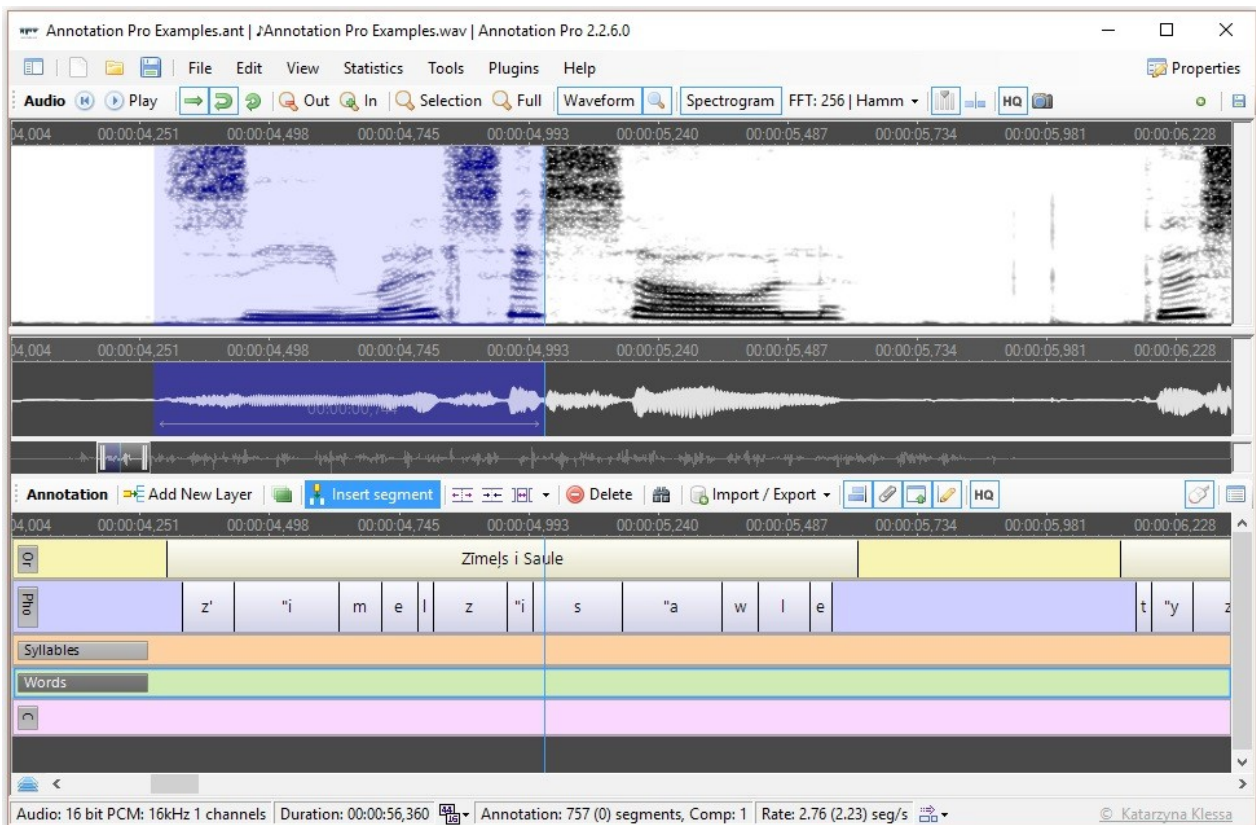 Annotation Pro Examples.ant | ♪Annotation Pro Examples.wav | Annotation Pro 2.2.6.0
File Edit View Statistics Tools Plugins Help Properties
Audio Play Out In Selection Full Waveform Spectrogram FFT: 256 | Hamm HQ
04,004 00:00:04,251 00:00:04,498 00:00:04,745 00:00:04,993 00:00:05,240 00:00:05,487 00:00:05,734 00:00:05,981 00:00:06,228
04,004 00:00:04,251 00:00:04,498 00:00:04,745 00:00:04,993 00:00:05,240 00:00:05,487 00:00:05,734 00:00:05,981 00:00:06,228
Annotation Add New Layer Insert segment Delete Import / Export HQ
04,004 00:00:04,251 00:00:04,498 00:00:04,745 00:00:04,993 00:00:05,240 00:00:05,487 00:00:05,734 00:00:05,981 00:00:06,228
Or Zīmeļs i Saule
Pho z' "i m e l z "i s "a w l e t "y z
Syllables
Words
C
Audio: 16 bit PCM: 16kHz 1 channels Duration: 00:00:56,360 44 16 Annotation: 757 (0) segments, Comp: 1 Rate: 2.76 (2.23) seg/s © Katarzyna Klessa